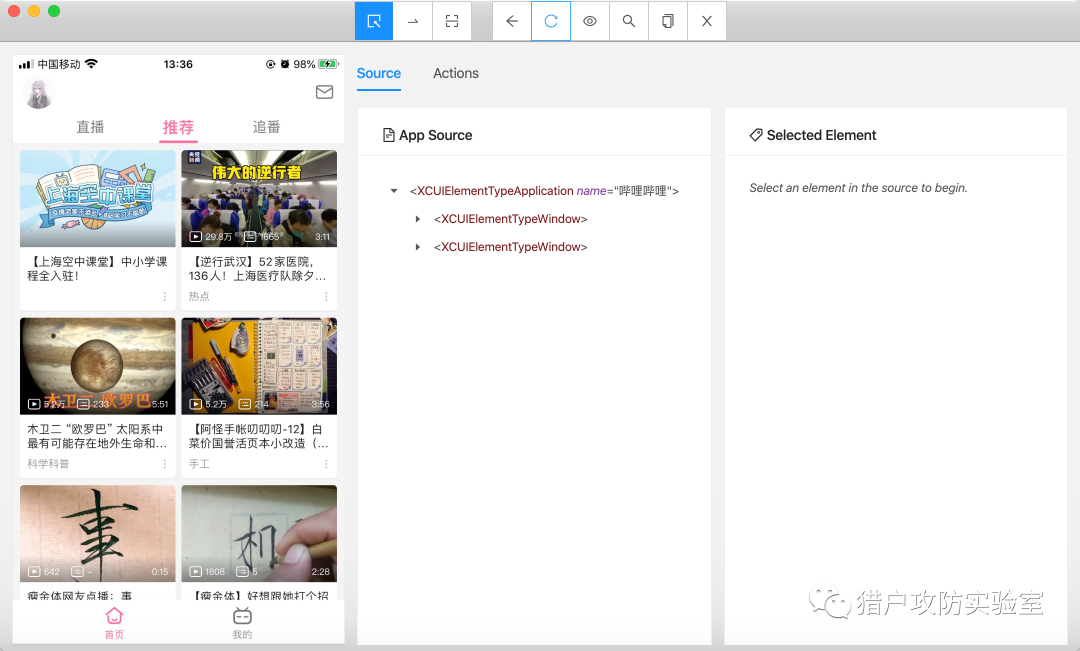 中国移动
13:36
98%
直播
推荐
追番
上海空中课堂
央视新闻
伟大的逆行者
29.8万
1665
3:11
【上海空中课堂】中小学课
程全入驻！
【逆行武汉】52家医院，
136人！上海医疗队除夕…
热点
木卫二 欧罗巴
5.2万
233
5:51
5.2万
214
3:56
木卫二 “欧罗巴” 太阳系中
最有可能存在地外生命和…
科学科普
【阿怪手帐叨叨叨-12】白
菜价国誉活页本小改造（…
手工
事
642
-
0:15
相
1808
5
2:28
瘦金体网友点播：事
【瘦金体】好想跟她打个招
首页
我的
Source
Actions
App Source
<XCUIElementTypeApplication name="哔哩哔哩">
<XCUIElementTypeWindow>
<XCUIElementTypeWindow>
Selected Element
Select an element in the source to begin.
猎户攻防实验室